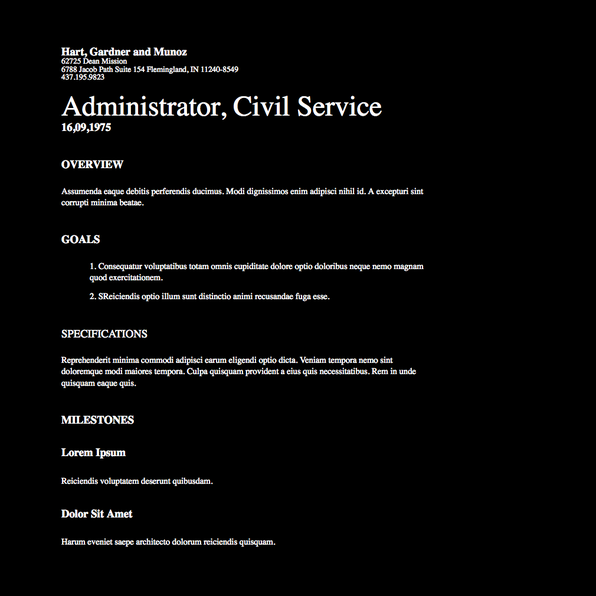 Hart, Gardner and Munoz
62725 Dean Mission
6788 Jacob Path Suite 154 Flemingland, IN 11240-8549
437.195.9823
Administrator, Civil Service
16,09,1975
OVERVIEW
Assumenda eaque debitis perferendis ducimus. Modi dignissimos enim adipisci nihil id. A excepturi sint
corrupti minima beatae.
GOALS
1. Consequatur voluptatibus totam omnis cupiditate dolore optio doloribus neque nemo magnam
quod exercitationem.
2. SReiciendis optio illum sunt distinctio animi recusandae fuga esse.
SPECIFICATIONS
Reprehenderit minima commodi adipisci earum eligendi optio dicta. Veniam tempora nemo sint
doloremque modi maiores tempora. Culpa quisquam provident a eius quis necessitatibus. Rem in unde
quisquam eaque quis.
MILESTONES
Lorem Ipsum
Reiciendis voluptatem deserunt quibusdam.
Dolor Sit Amet
Harum eveniet saepe architecto dolorum reiciendis quisquam.